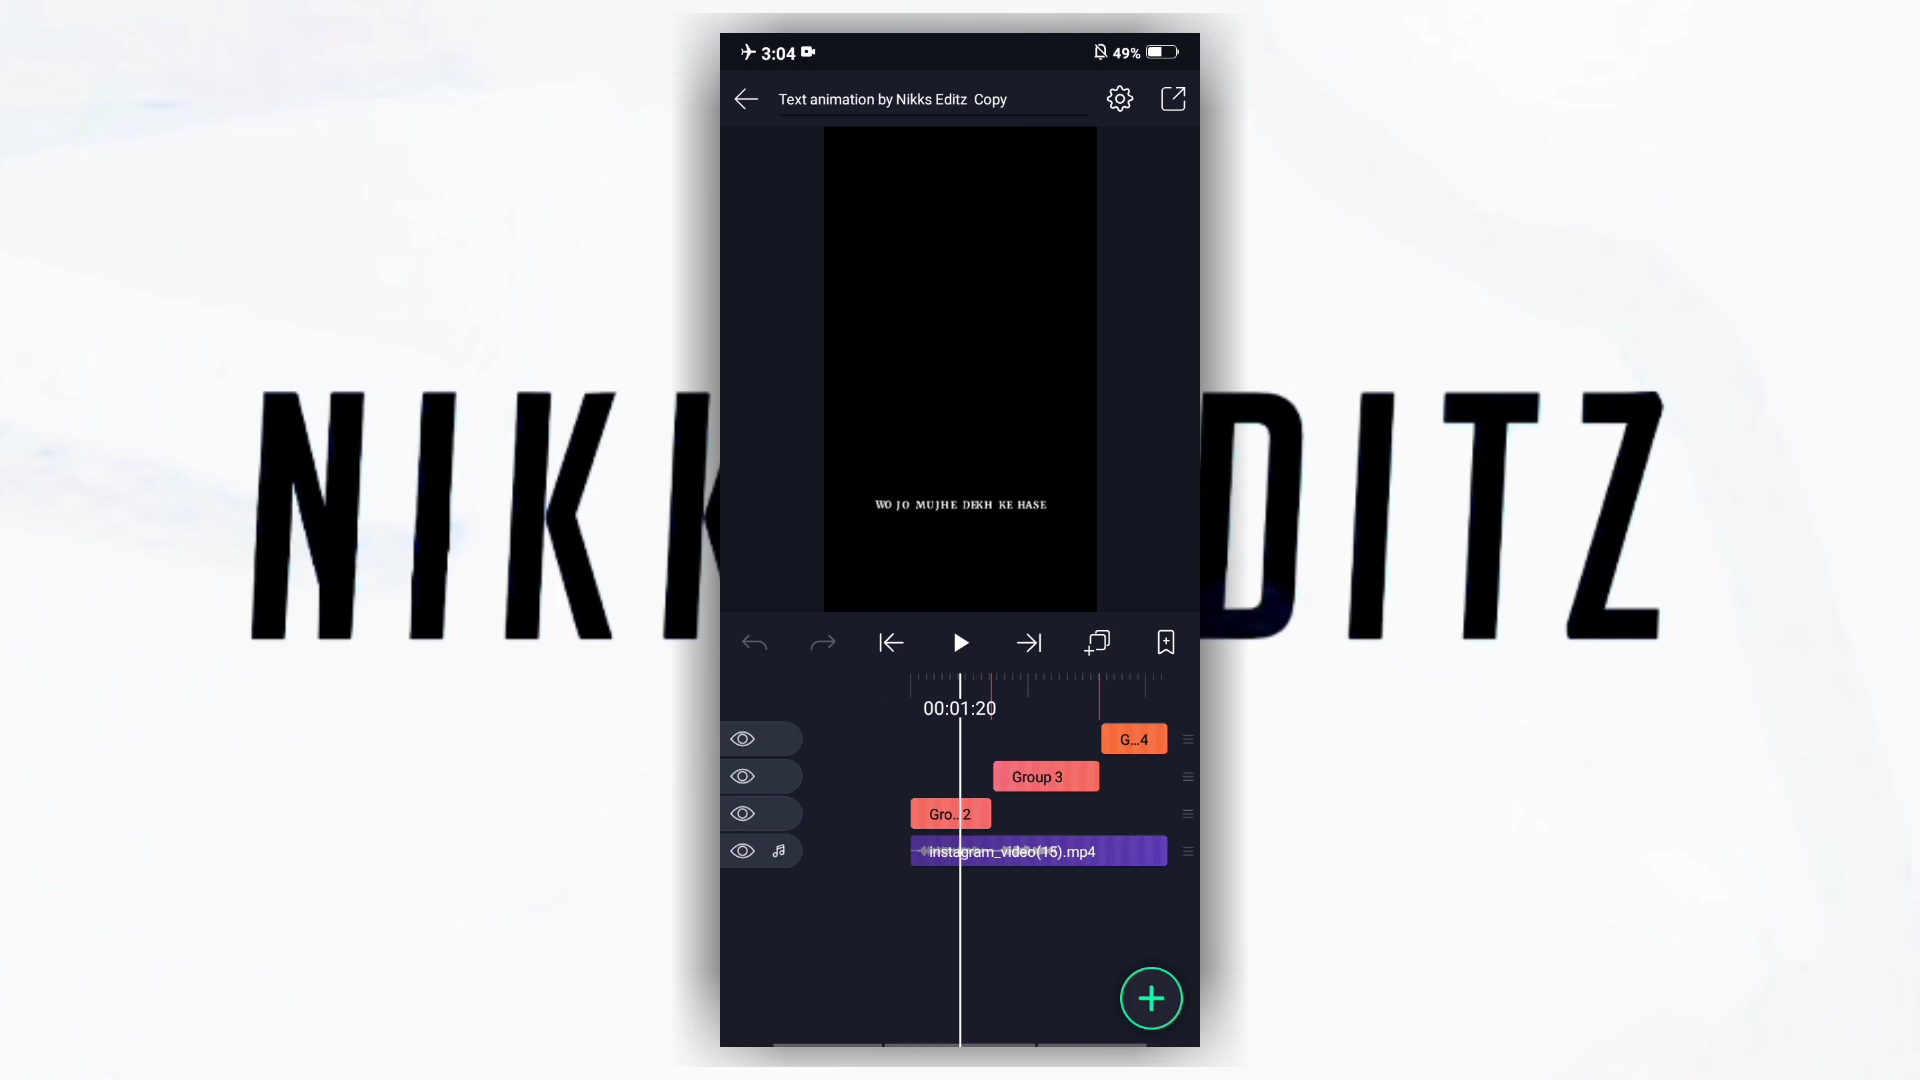 3:04
49%
Text animation by Nikks Editz Copy
NIKK
DITZ
WO JO MUJHE DEKH KE HASE
00:01:20
G...4
Group 3
Gro...2
instagram_video(15).mp4